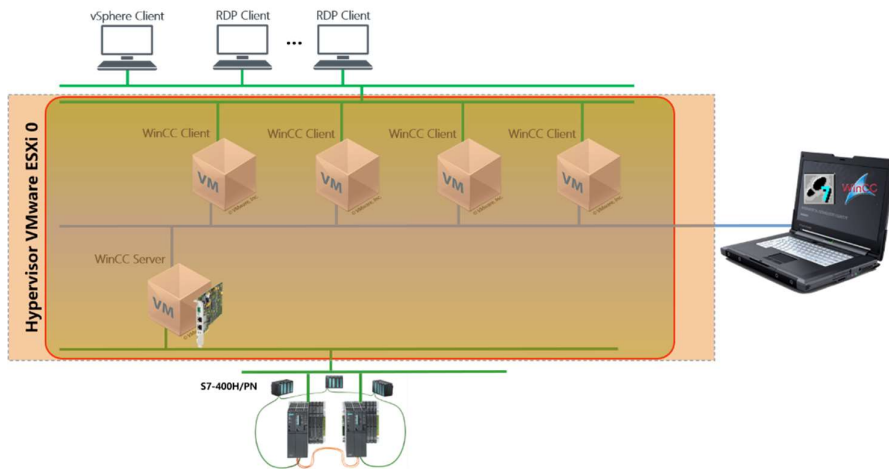 vSphere Client
RDP Client
...
RDP Client
Hypervisor VMware ESXi 0
WinCC Client
WinCC Client
WinCC Client
WinCC Client
VM
VM
VM
VM
WinCC
WinCC Server
VM
S7-400H/PN